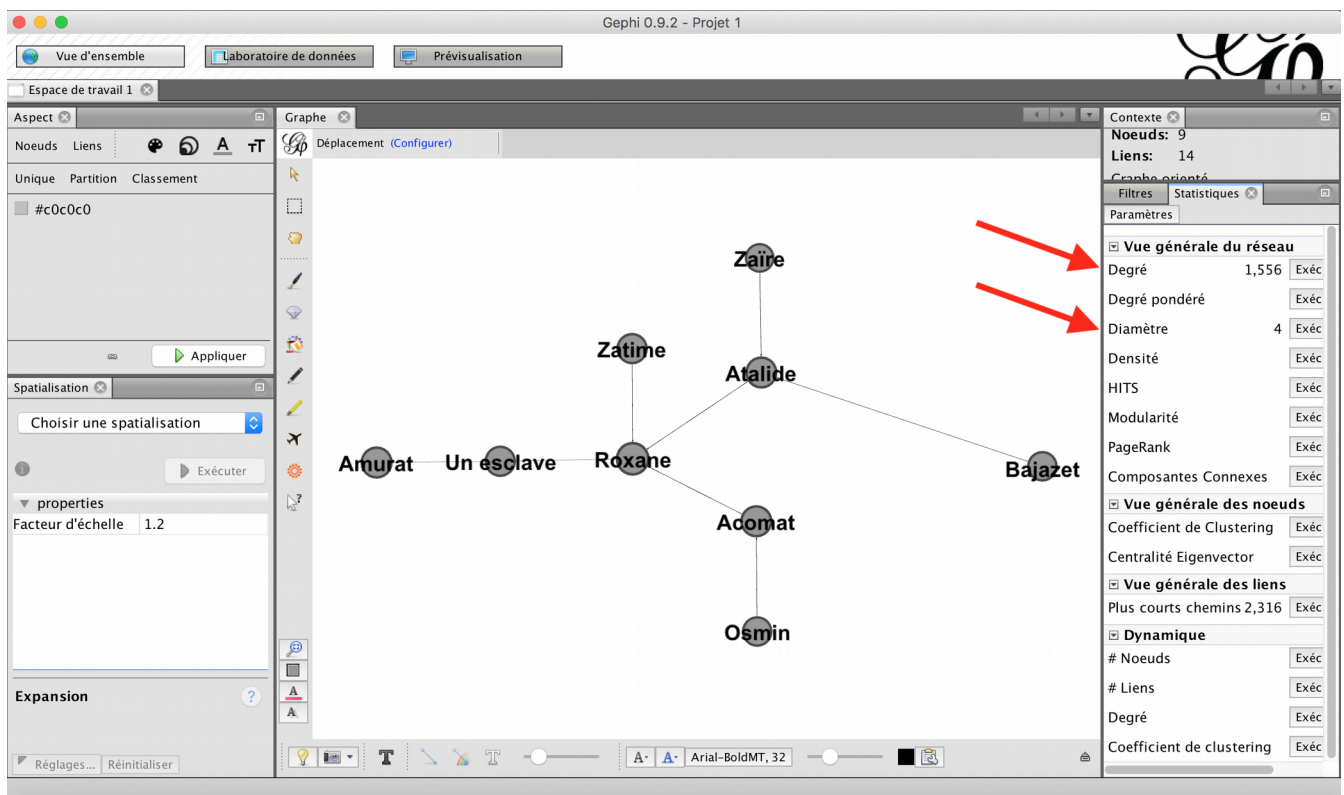 Gephi 0.9.2 - Projet 1
Vue d'ensemble
Laboratoire de données
Prévisualisation
Espace de travail 1
Aspect
Noeuds Liens A TT
Unique Partition Classement
#c0c0c0
Appliquer
Spatialisation
Choisir une spatialisation
Exécuter
properties
Facteur d'échelle 1.2
Expansion
?
Réglages... Réinitialiser
Graphe
Déplacement (Configurer)
Zaïre
Zatime
Atalide
Amurat
Un esclave
Roxane
Bajazet
Acomat
Osmin
A
A
T
T
A- A- Arial-BoldMT, 32
Contexte
Noeuds: 9
Liens: 14
Graphe orienté
Filtres Statistiques
Paramètres
Vue générale du réseau
Degré 1,556 Exéc
Degré pondéré Exéc
Diamètre 4 Exéc
Densité Exéc
HITS Exéc
Modularité Exéc
PageRank Exéc
Composantes Connexes Exéc
Vue générale des noeuds
Coefficient de Clustering Exéc
Centralité Eigenvector Exéc
Vue générale des liens
Plus courts chemins 2,316 Exéc
Dynamique
# Noeuds Exéc
# Liens Exéc
Degré Exéc
Coefficient de clustering Exéc